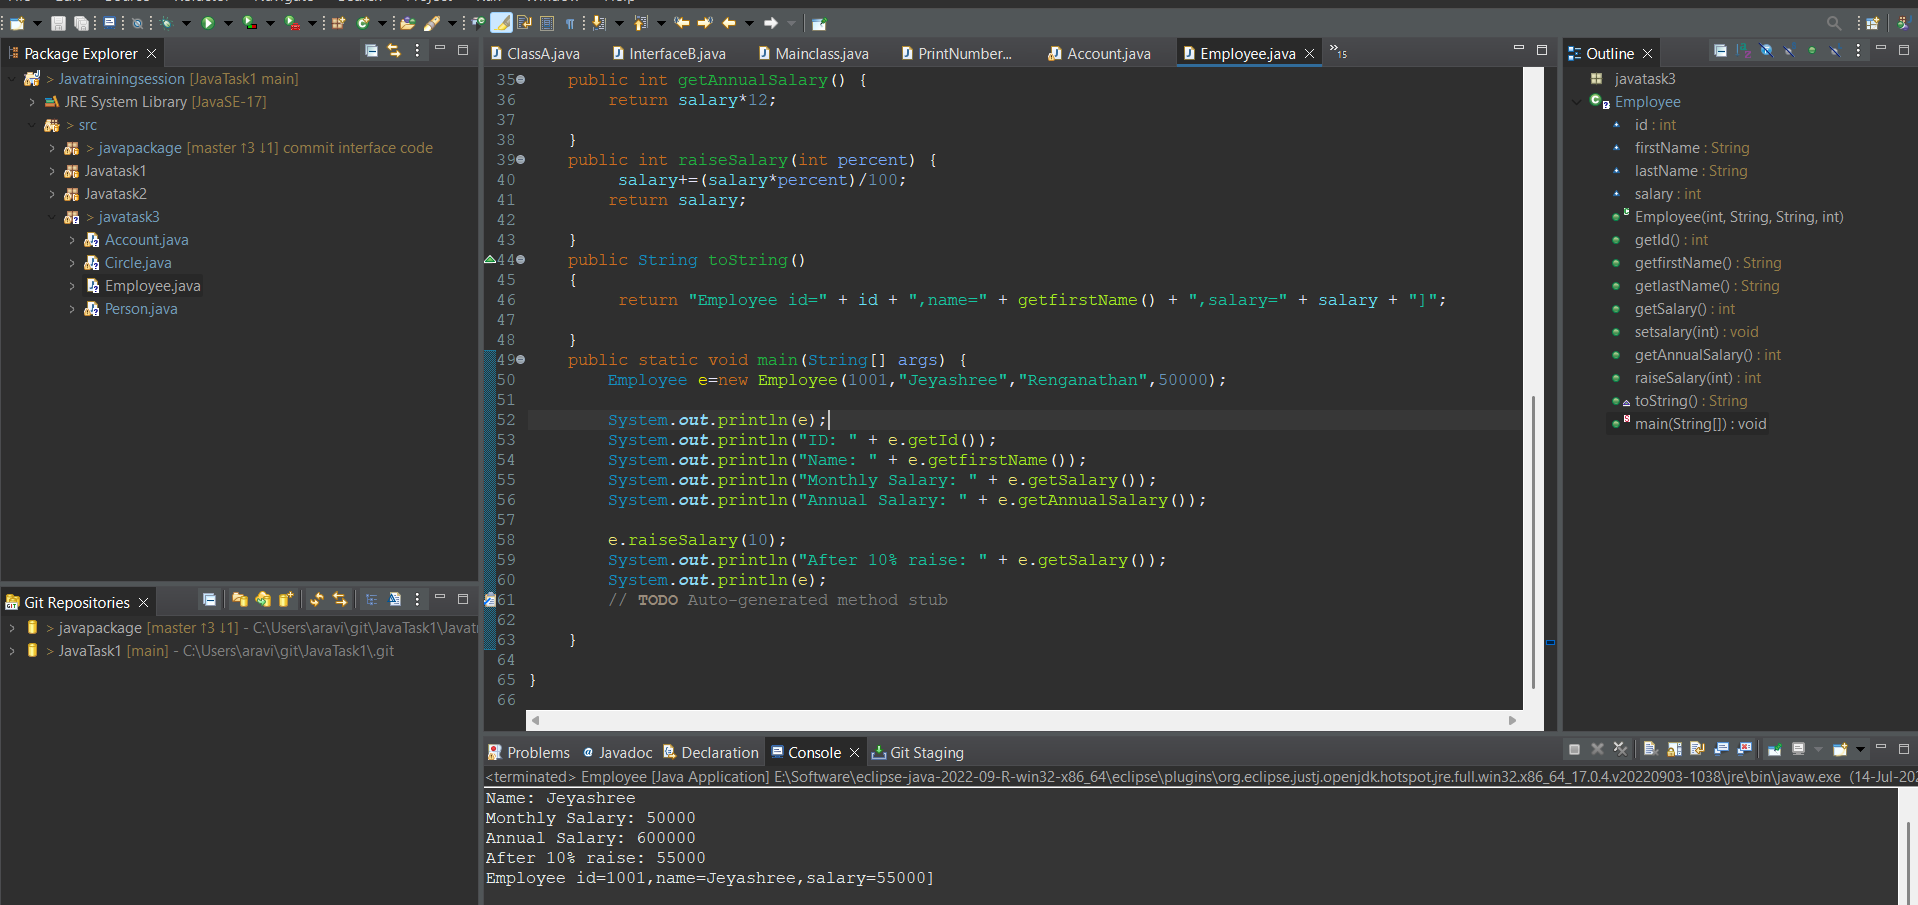 Package Explorer
> Javatrainingsession [JavaTask1 main]
JRE System Library [JavaSE-17]
> src
> javapackage [master ↑3 ↓1] commit interface code
Javatask1
Javatask2
> javatask3
Account.java
Circle.java
Employee.java
Person.java
Git Repositories
> javapackage [master ↑3 ↓1] - C:\Users\aravi\git\JavaTask1\Javatr
> JavaTask1 [main] - C:\Users\aravi\git\JavaTask1\.git
ClassA.java InterfaceB.java Mainclass.java PrintNumber... Account.java Employee.java »15
35 public int getAnnualSalary() {
36 return salary*12;
37
38 }
39 public int raiseSalary(int percent) {
40 salary+=(salary*percent)/100;
41 return salary;
42
43 }
44 public String toString()
45 {
46 return "Employee id=" + id + ",name=" + getfirstName() + ",salary=" + salary + "]";
47
48 }
49 public static void main(String[] args) {
50 Employee e=new Employee(1001,"Jeyashree","Renganathan",50000);
51
52 System.out.println(e);
53 System.out.println("ID: " + e.getId());
54 System.out.println("Name: " + e.getfirstName());
55 System.out.println("Monthly Salary: " + e.getSalary());
56 System.out.println("Annual Salary: " + e.getAnnualSalary());
57
58 e.raiseSalary(10);
59 System.out.println("After 10% raise: " + e.getSalary());
60 System.out.println(e);
61 // TODO Auto-generated method stub
62
63 }
64
65 }
66
Outline
javatask3
Employee
id : int
firstName : String
lastName : String
salary : int
Employee(int, String, String, int)
getId() : int
getfirstName() : String
getlastName() : String
getSalary() : int
setsalary(int) : void
getAnnualSalary() : int
raiseSalary(int) : int
toString() : String
main(String[]) : void
Problems Javadoc Declaration Console Git Staging
<terminated> Employee [Java Application] E:\Software\eclipse-java-2022-09-R-win32-x86_64\eclipse\plugins\org.eclipse.justj.openjdk.hotspot.jre.full.win32.x86_64_17.0.4.v20220903-1038\jre\bin\javaw.exe (14-Jul-202
Name: Jeyashree
Monthly Salary: 50000
Annual Salary: 600000
After 10% raise: 55000
Employee id=1001,name=Jeyashree,salary=55000]